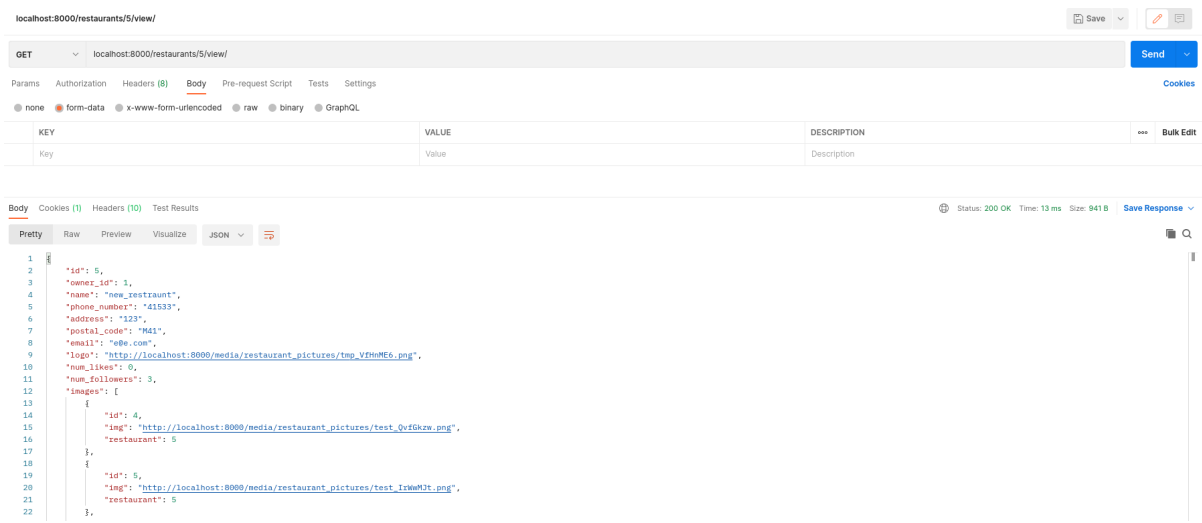 localhost:8000/restaurants/5/view/
Save
GET localhost:8000/restaurants/5/view/ Send
Params Authorization Headers (8) Body Pre-request Script Tests Settings Cookies
none form-data x-www-form-urlencoded raw binary GraphQL
KEY VALUE DESCRIPTION Bulk Edit
Key Value Description
Body Cookies (1) Headers (10) Test Results Status: 200 OK Time: 13 ms Size: 941 B Save Response
Pretty Raw Preview Visualize JSON
1 {
2 "id": 5,
3 "owner_id": 1,
4 "name": "new_restraunt",
5 "phone_number": "41533",
6 "address": "123",
7 "postal_code": "M41",
8 "email": "e@e.com",
9 "logo": "http://localhost:8000/media/restaurant_pictures/tmp_VfHnME6.png",
10 "num_likes": 0,
11 "num_followers": 3,
12 "images": [
13 {
14 "id": 4,
15 "img": "http://localhost:8000/media/restaurant_pictures/test_QvfGkzw.png",
16 "restaurant": 5
17 },
18 {
19 "id": 5,
20 "img": "http://localhost:8000/media/restaurant_pictures/test_IrWwMJt.png",
21 "restaurant": 5
22 },